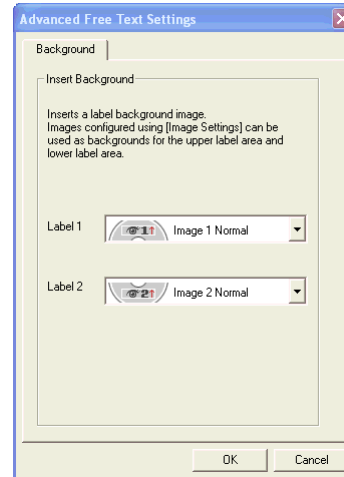 Advanced Free Text Settings
Background
Insert Background
Inserts a label background image.
Images configured using [Image Settings] can be
used as backgrounds for the upper label area and
lower label area.
Label 1
1
Image 1 Normal
Label 2
2
Image 2 Normal
OK
Cancel